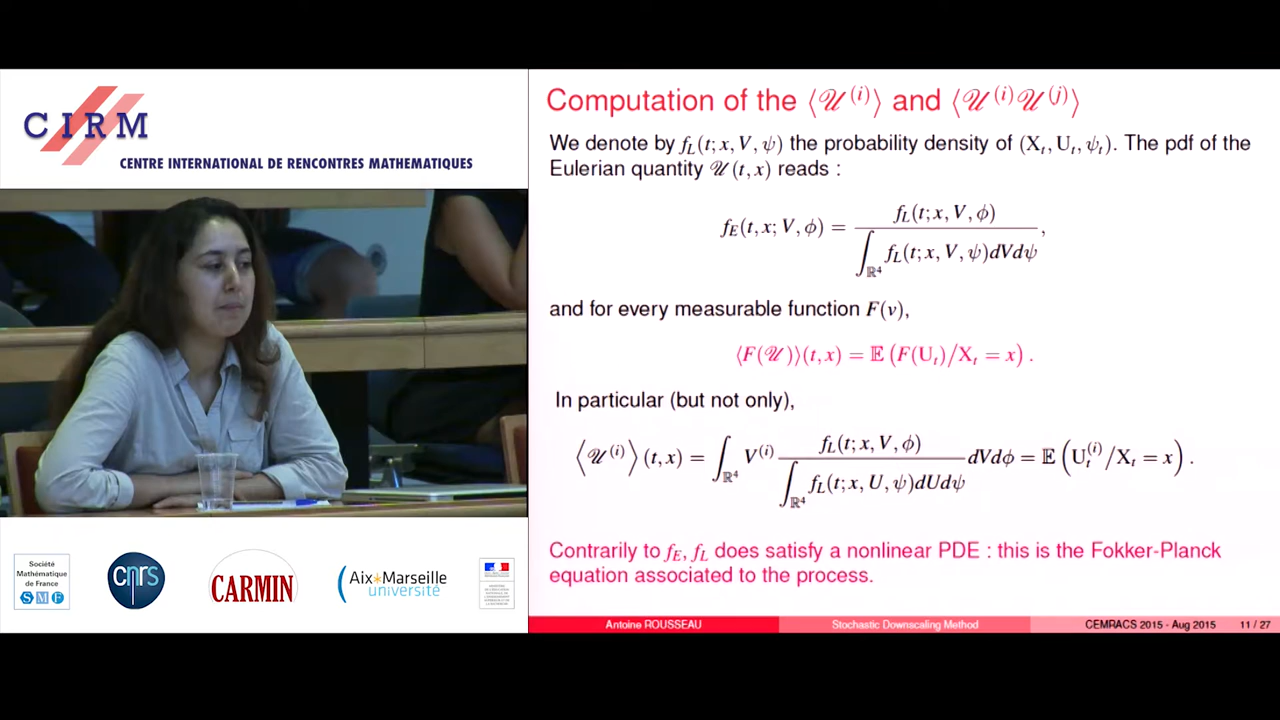 CIRM
CENTRE INTERNATIONAL DE RENCONTRES MATHEMATIQUES
Computation of the ⟨𝒰⁽ⁱ⁾⟩ and ⟨𝒰⁽ⁱ⁾𝒰⁽ʲ⁾⟩
We denote by f_L(t; x, V, ψ) the probability density of (X_t, U_t, ψ_t). The pdf of the
Eulerian quantity 𝒰(t, x) reads :
f_E(t, x; V, ϕ) = f_L(t; x, V, ϕ) / ∫_{ℝ⁴} f_L(t; x, V, ψ)dVdψ ,
and for every measurable function F(v),
⟨F(𝒰)⟩(t, x) = 𝔼 (F(U_t)/X_t = x) .
In particular (but not only),
⟨𝒰⁽ⁱ⁾⟩ (t, x) = ∫_{ℝ⁴} V⁽ⁱ⁾ f_L(t; x, V, ϕ) / ∫_{ℝ⁴} f_L(t; x, U, ψ)dUdψ dVdϕ = 𝔼 (U_t⁽ⁱ⁾/X_t = x) .
Contrarily to f_E, f_L does satisfy a nonlinear PDE : this is the Fokker-Planck
equation associated to the process.
Société
Mathématique
de France
SMF
cnrs
CARMIN
Aix*Marseille
université
Antoine ROUSSEAU
Stochastic Downscaling Method
CEMRACS 2015 - Aug 2015
11 / 27